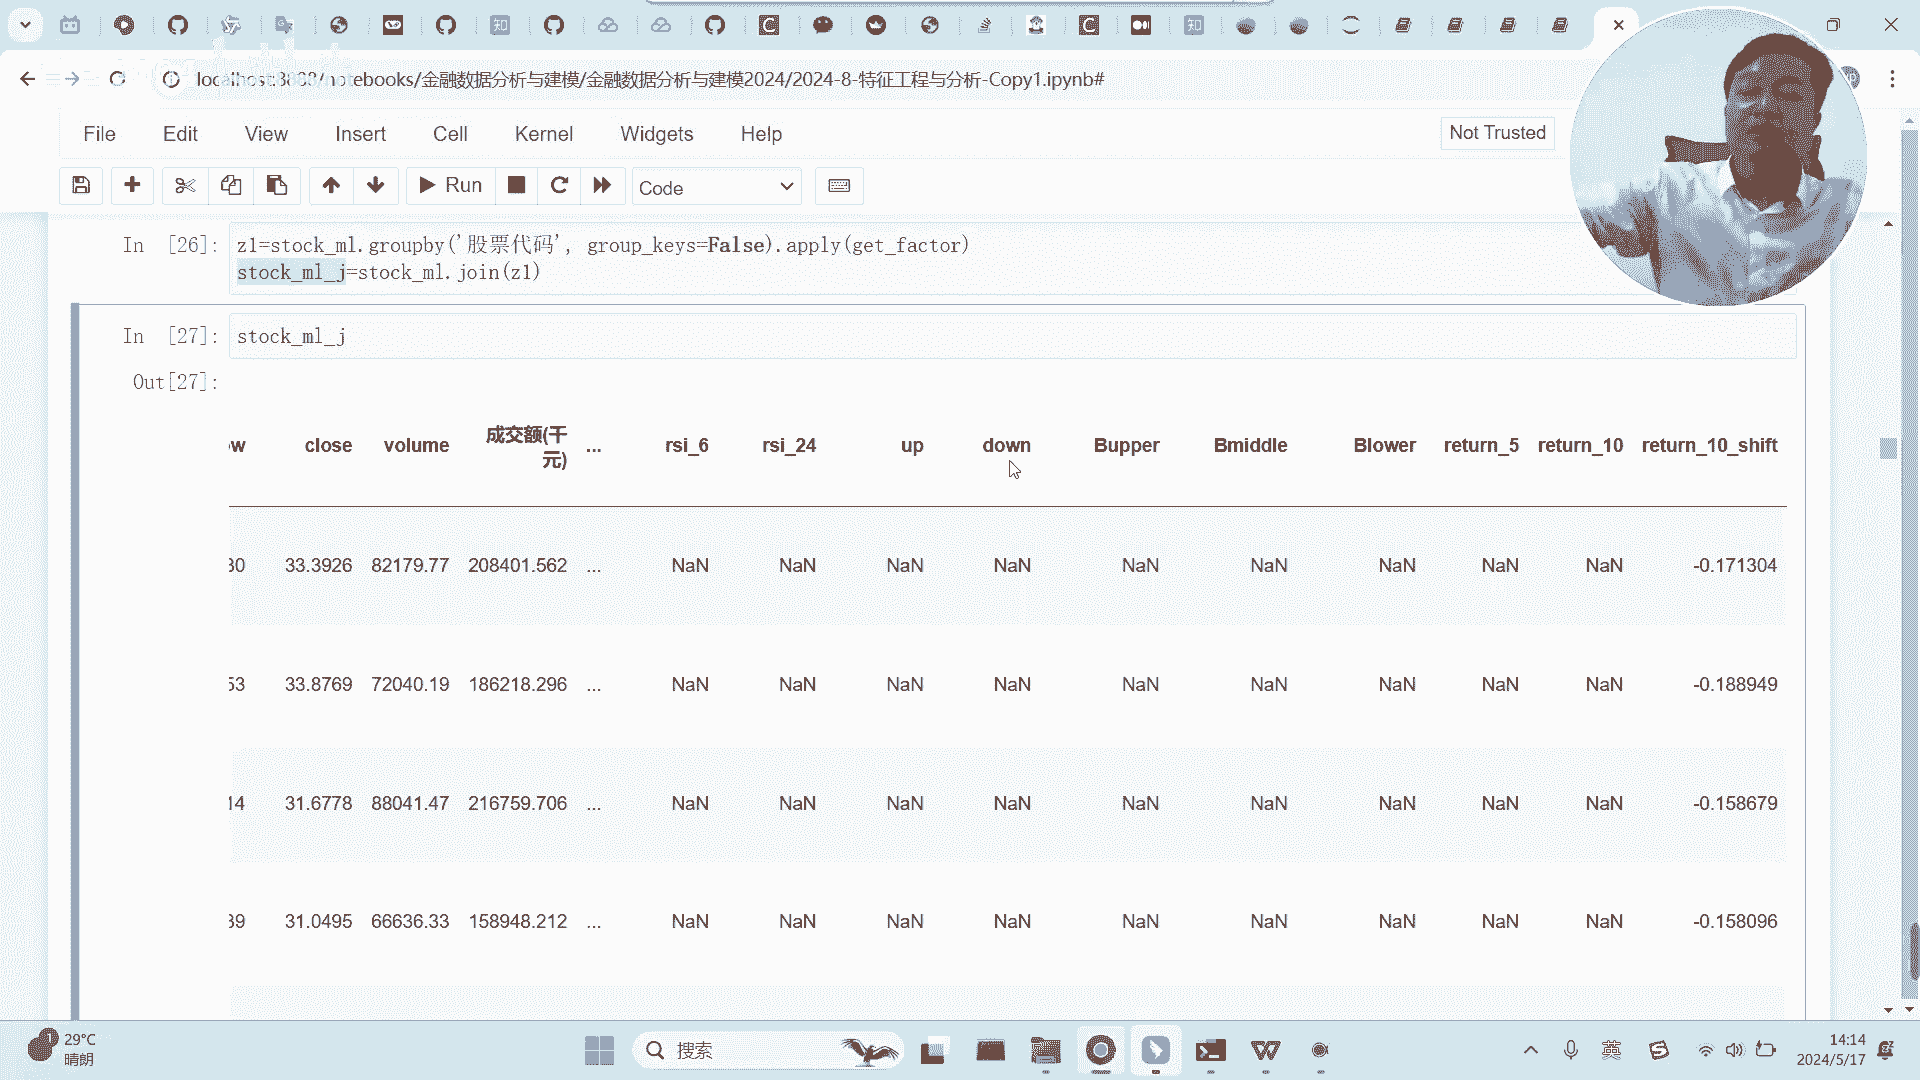 localhost:8888/notebooks/金融数据分析与建模/金融数据分析与建模2024/2024-8-特征工程与分析-Copy1.ipynb#
File Edit View Insert Cell Kernel Widgets Help
Not Trusted
Run
Code
In [26]: z1=stock_ml.groupby('股票代码', group_keys=False).apply(get_factor)
stock_ml_j=stock_ml.join(z1)
In [27]: stock_ml_j
Out[27]:
ow close volume 成交额(千元) ... rsi_6 rsi_24 up down Bupper Bmiddle Blower return_5 return_10 return_10_shift
30 33.3926 82179.77 208401.562 ... NaN NaN NaN NaN NaN NaN NaN NaN NaN -0.171304
53 33.8769 72040.19 186218.296 ... NaN NaN NaN NaN NaN NaN NaN NaN NaN -0.188949
14 31.6778 88041.47 216759.706 ... NaN NaN NaN NaN NaN NaN NaN NaN NaN -0.158679
39 31.0495 66636.33 158948.212 ... NaN NaN NaN NaN NaN NaN NaN NaN NaN -0.158096
29°C
晴朗
搜索
英
14:14
2024/5/17